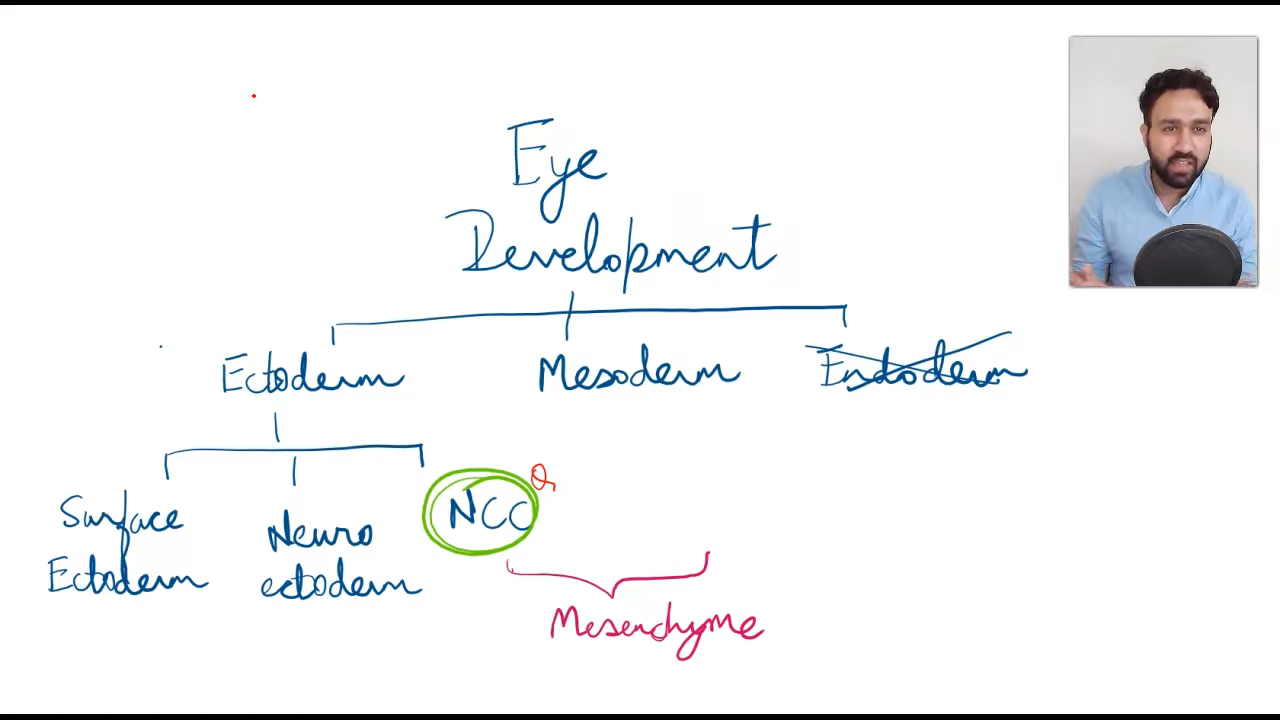 Eye
Development
Ectoderm Mesoderm Endoderm
Surface Ectoderm
Neuro ectoderm
NCC
Mesenchyme